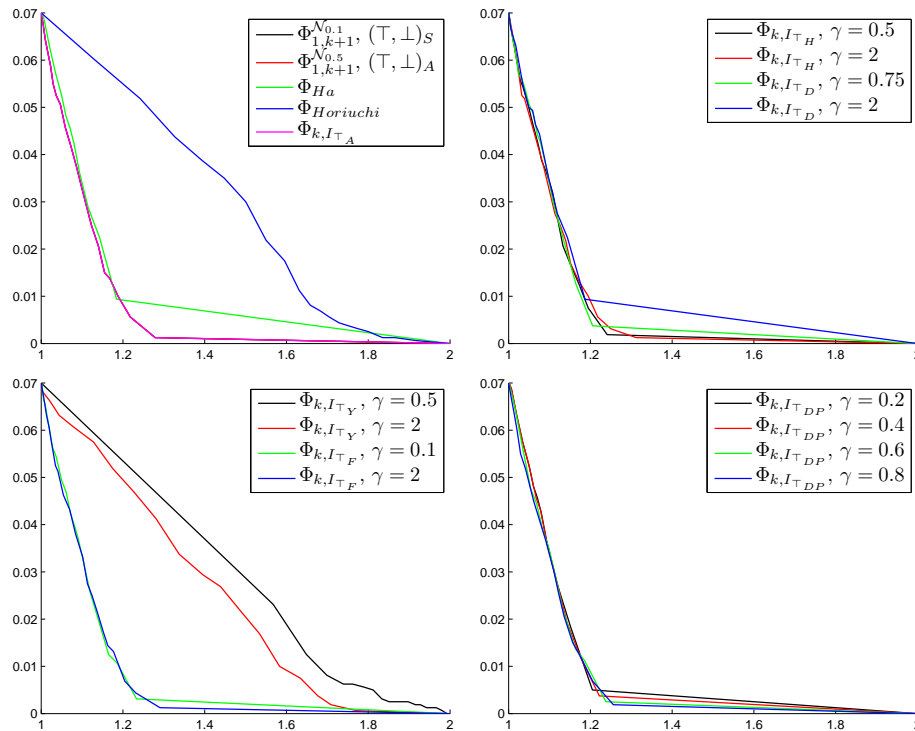 0.07
0.06
0.05
0.04
0.03
0.02
0.01
0
1 1.2 1.4 1.6 1.8 2
Φ_{1,k+1}^{𝒩_{0.1}}, (⊤, ⊥)_S
Φ_{1,k+1}^{𝒩_{0.5}}, (⊤, ⊥)_A
Φ_{Ha}
Φ_{Horiuchi}
Φ_{k,I_{⊤_A}}
0.07
0.06
0.05
0.04
0.03
0.02
0.01
0
1 1.2 1.4 1.6 1.8 2
Φ_{k,I_{⊤_H}}, γ = 0.5
Φ_{k,I_{⊤_H}}, γ = 2
Φ_{k,I_{⊤_D}}, γ = 0.75
Φ_{k,I_{⊤_D}}, γ = 2
0.07
0.06
0.05
0.04
0.03
0.02
0.01
0
1 1.2 1.4 1.6 1.8 2
Φ_{k,I_{⊤_Y}}, γ = 0.5
Φ_{k,I_{⊤_Y}}, γ = 2
Φ_{k,I_{⊤_F}}, γ = 0.1
Φ_{k,I_{⊤_F}}, γ = 2
0.07
0.06
0.05
0.04
0.03
0.02
0.01
0
1 1.2 1.4 1.6 1.8 2
Φ_{k,I_{⊤_{DP}}}, γ = 0.2
Φ_{k,I_{⊤_{DP}}}, γ = 0.4
Φ_{k,I_{⊤_{DP}}}, γ = 0.6
Φ_{k,I_{⊤_{DP}}}, γ = 0.8